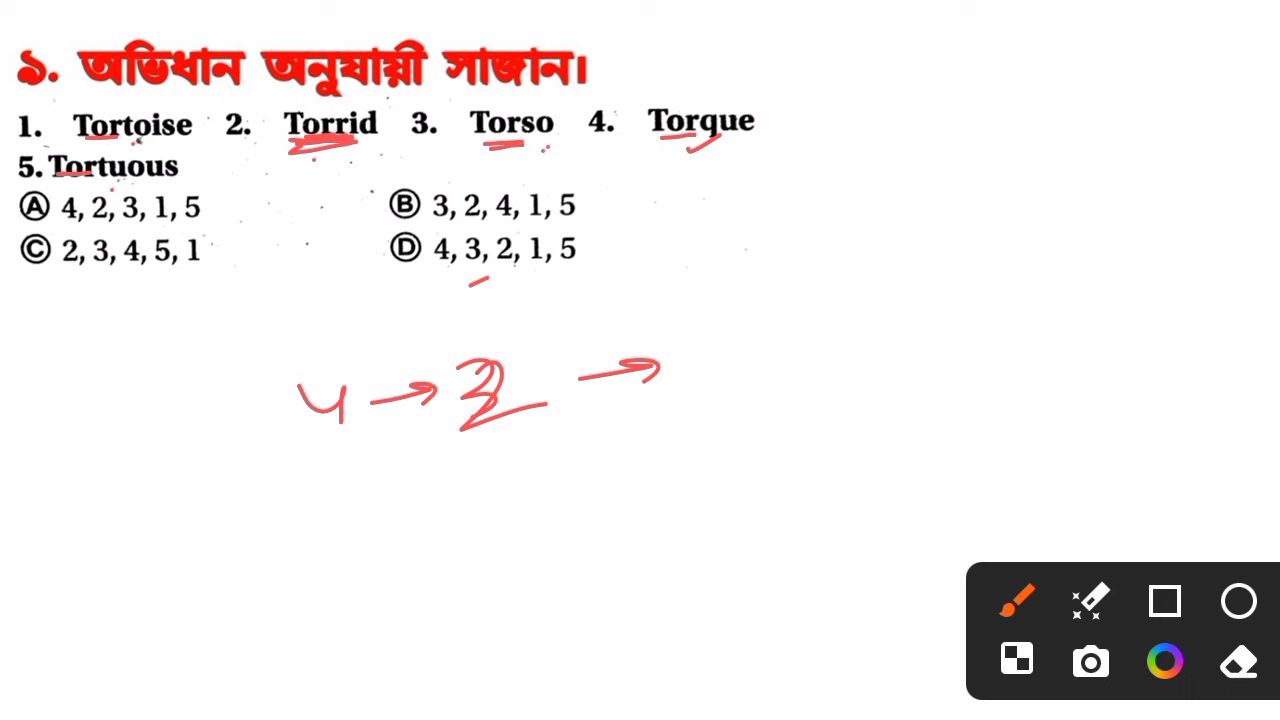 ৯. অভিধান অনুযায়ী সাজান।
1. Tortoise 2. Torrid 3. Torso 4. Torque
5. Tortuous
Ⓐ 4, 2, 3, 1, 5 Ⓑ 3, 2, 4, 1, 5
Ⓒ 2, 3, 4, 5, 1 Ⓓ 4, 3, 2, 1, 5
4 → 2 →